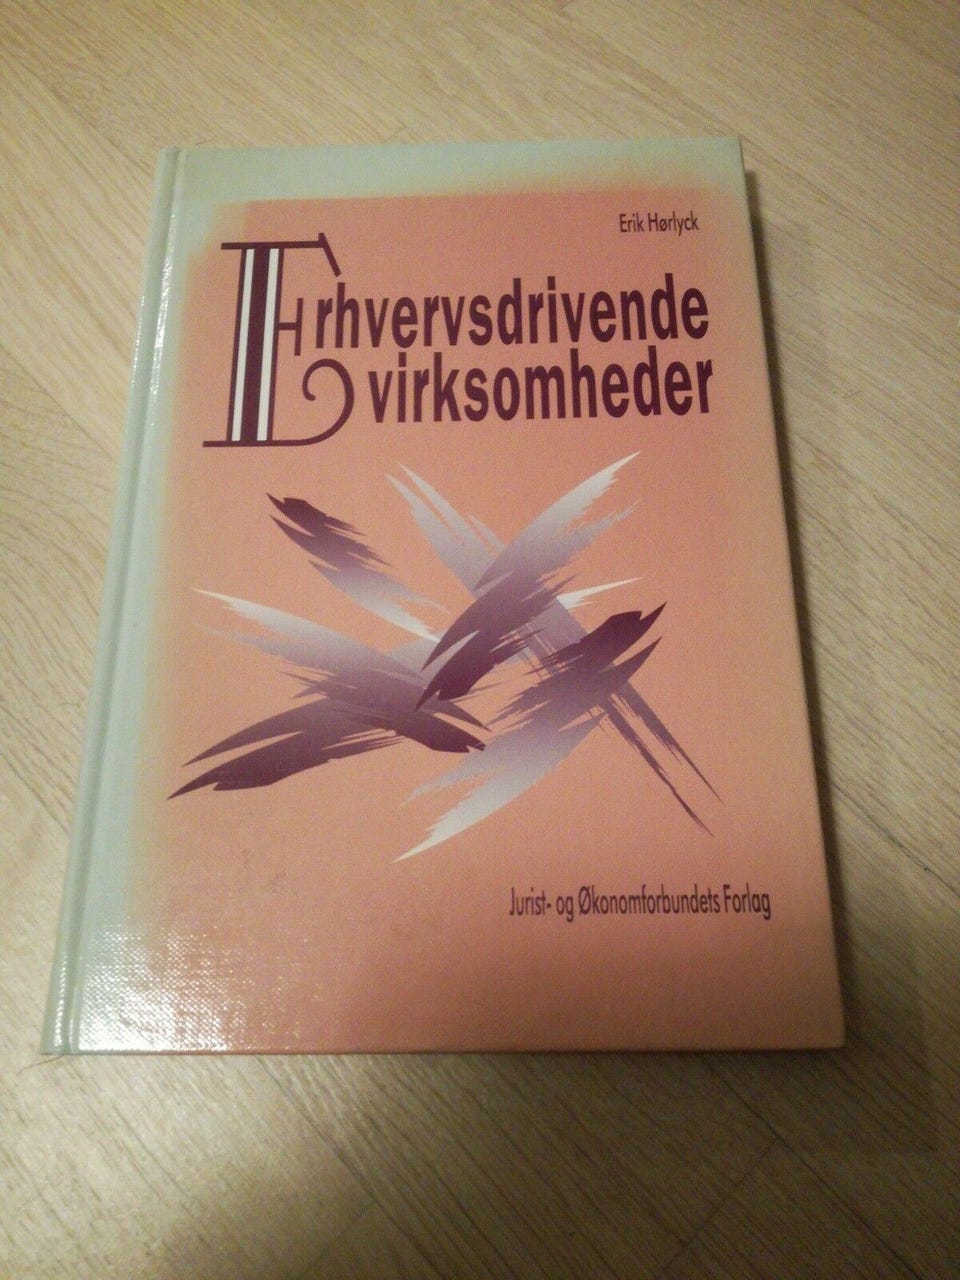 Erik Hørlyck
Erhvervsdrivende
virksomheder
Jurist- og Økonomforbundets Forlag